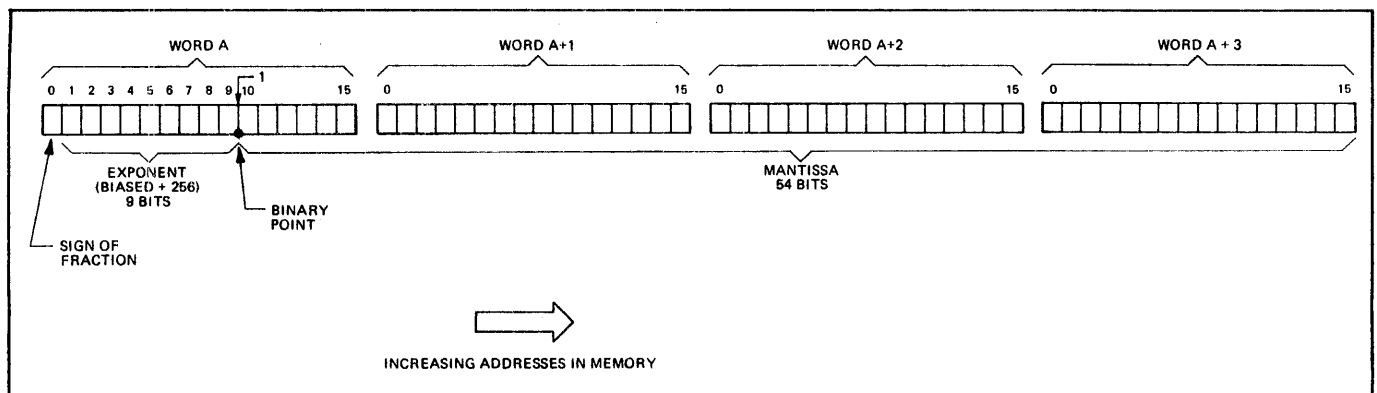 WORD A WORD A+1 WORD A+2 WORD A + 3
1
0 1 2 3 4 5 6 7 8 9 10 15 0 15 0 15 0 15
EXPONENT
(BIASED + 256)
9 BITS
MANTISSA
54 BITS
BINARY
POINT
SIGN OF
FRACTION
INCREASING ADDRESSES IN MEMORY